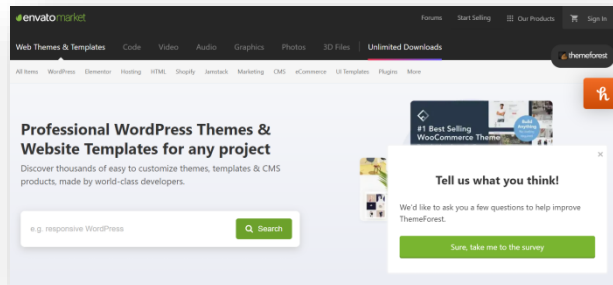 envatomarket
Forums Start Selling Our Products Sign In
Web Themes & Templates Code Video Audio Graphics Photos 3D Files Unlimited Downloads
themeforest
All Items WordPress Elementor Hosting HTML Shopify Jamstack Marketing CMS eCommerce UI Templates Plugins More
Professional WordPress Themes &
Website Templates for any project
Discover thousands of easy to customize themes, templates & CMS
products, made by world-class developers.
e.g. responsive WordPress
Search
#1 Best Selling
WooCommerce Theme
Build
Anything
×
Tell us what you think!
We'd like to ask you a few questions to help improve
ThemeForest.
Sure, take me to the survey